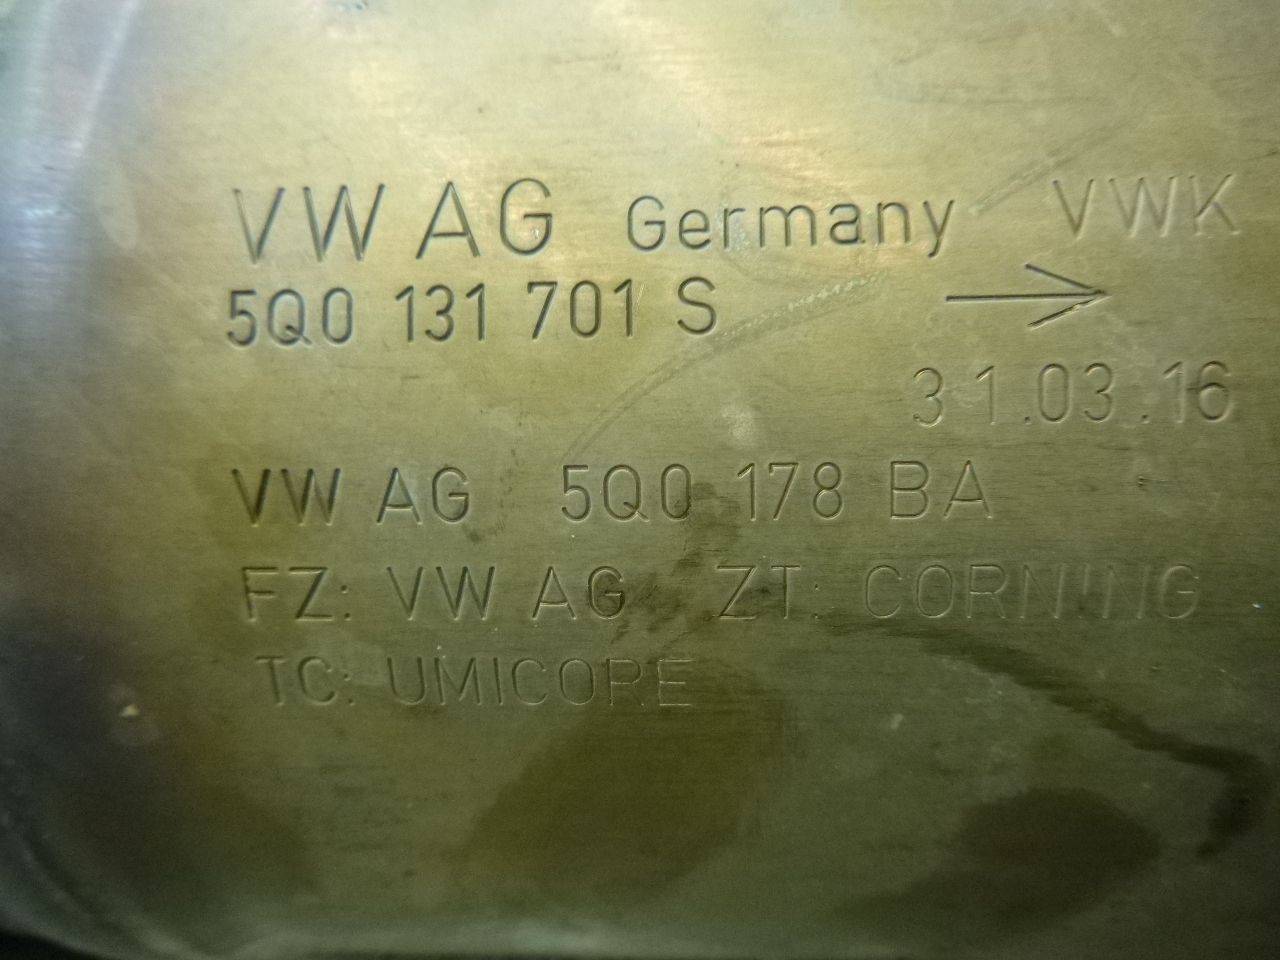 VW AG Germany VWK
5Q0 131 701 S →
31.03.16
VW AG 5Q0 178 BA
FZ: VW AG ZT: CORNING
TC: UMICORE